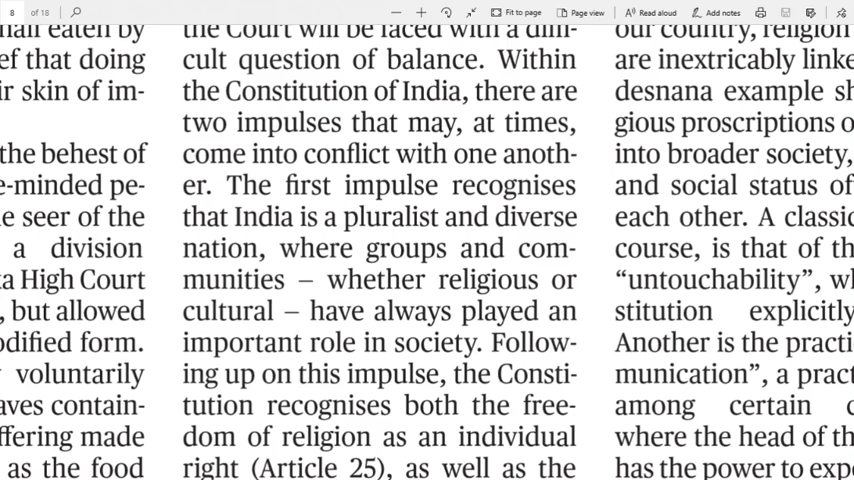 8 of 18
Fit to page
Page view
Read aloud
Add notes
eaten by
ef that doing
ir skin of im-
the behest of
e-minded pe-
e seer of the
a division
ka High Court
, but allowed
odified form.
voluntarily
aves contain-
ffering made
as the food
the Court will be faced with a diffi-
cult question of balance. Within
the Constitution of India, there are
two impulses that may, at times,
come into conflict with one anoth-
er. The first impulse recognises
that India is a pluralist and diverse
nation, where groups and com-
munities – whether religious or
cultural – have always played an
important role in society. Follow-
ing up on this impulse, the Consti-
tution recognises both the free-
dom of religion as an individual
right (Article 25), as well as the
our country, religion
are inextricably linke
desnana example sh
gious proscriptions o
into broader society,
and social status of
each other. A classic
course, is that of th
“untouchability”, wh
stitution explicitly
Another is the practi
munication”, a pract
among certain c
where the head of th
has the power to expe